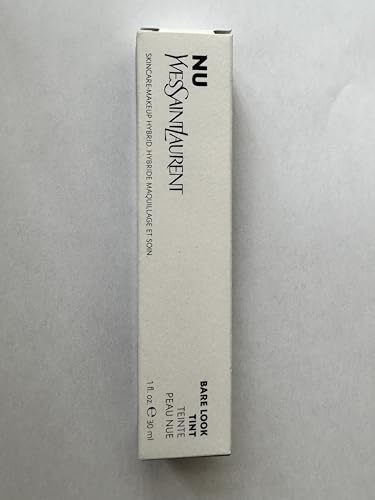 NU
YVESSAINTLAURENT
SKINCARE-MAKEUP HYBRID. HYBRIDE MAQUILLAGE ET SOIN
BARE LOOK
TINT
TEINTE
PEAU NUE
1 fl. oz. ℮ 30 ml